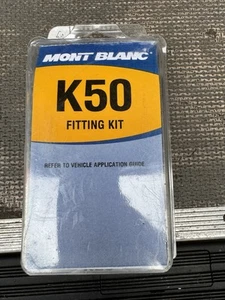 MONT BLANC
K50
FITTING KIT
REFER TO VEHICLE APPLICATION GUIDE